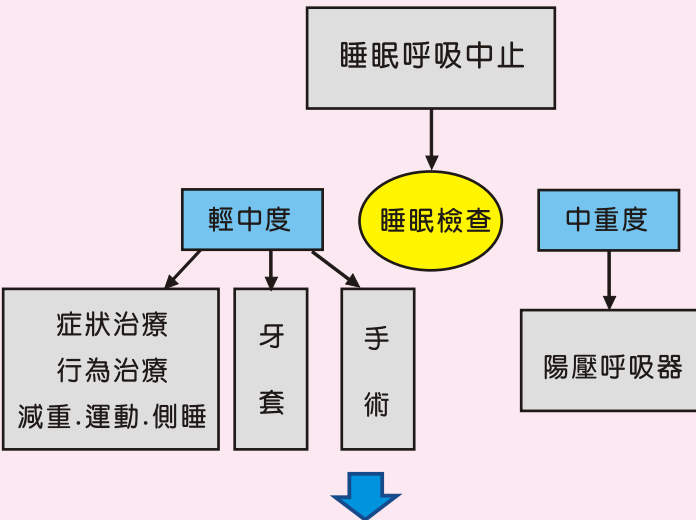 睡眠呼吸中止
輕中度
睡眠檢查
中重度
症狀治療
行為治療
減重.運動.側睡
牙
套
手
術
陽壓呼吸器